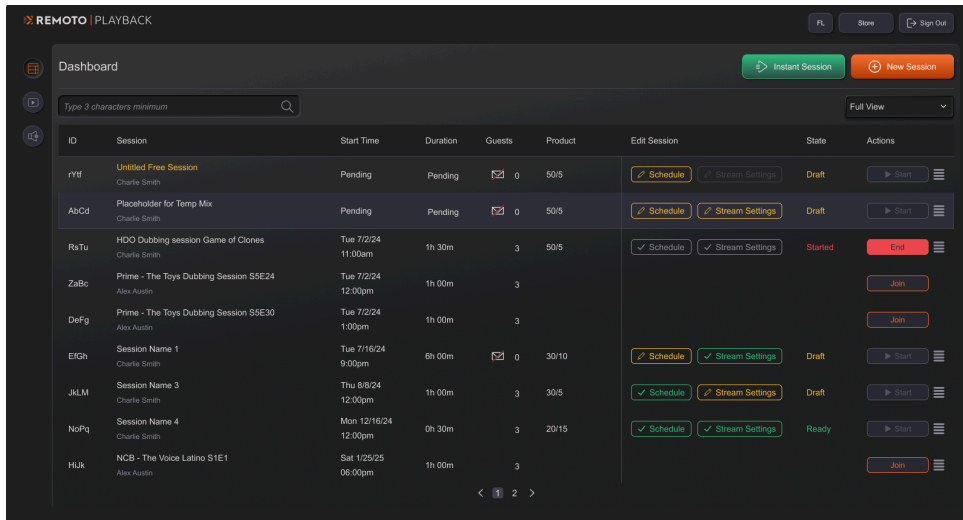 REMOTO | PLAYBACK
FL
Store
Sign Out
Dashboard
Instant Session
New Session
Type 3 characters minimum
Full View
ID Session Start Time Duration Guests Product Edit Session State Actions
rYtf Untitled Free Session Pending Pending 0 50/5 Schedule Stream Settings Draft Start
Charlie Smith
AbCd Placeholder for Temp Mix Pending Pending 0 50/5 Schedule Stream Settings Draft Start
Charlie Smith
RsTu HDO Dubbing session Game of Clones Tue 7/2/24 1h 30m 3 50/5 Schedule Stream Settings Started End
Charlie Smith 11:00am
ZaBc Prime - The Toys Dubbing Session S5E24 Tue 7/2/24 1h 00m 3 Join
Alex Austin 12:00pm
DeFg Prime - The Toys Dubbing Session S5E30 Tue 7/2/24 1h 00m 3 Join
Alex Austin 1:00pm
EfGh Session Name 1 Tue 7/16/24 6h 00m 0 30/10 Schedule Stream Settings Draft Start
Charlie Smith 9:00pm
JkLM Session Name 3 Thu 8/8/24 1h 00m 3 30/5 Schedule Stream Settings Draft Start
Charlie Smith 12:00pm
NoPq Session Name 4 Mon 12/16/24 0h 30m 3 20/15 Schedule Stream Settings Ready Start
Charlie Smith 12:00pm
HiJk NCB - The Voice Latino S1E1 Sat 1/25/25 1h 00m 3 Join
Alex Austin 06:00pm
1 2